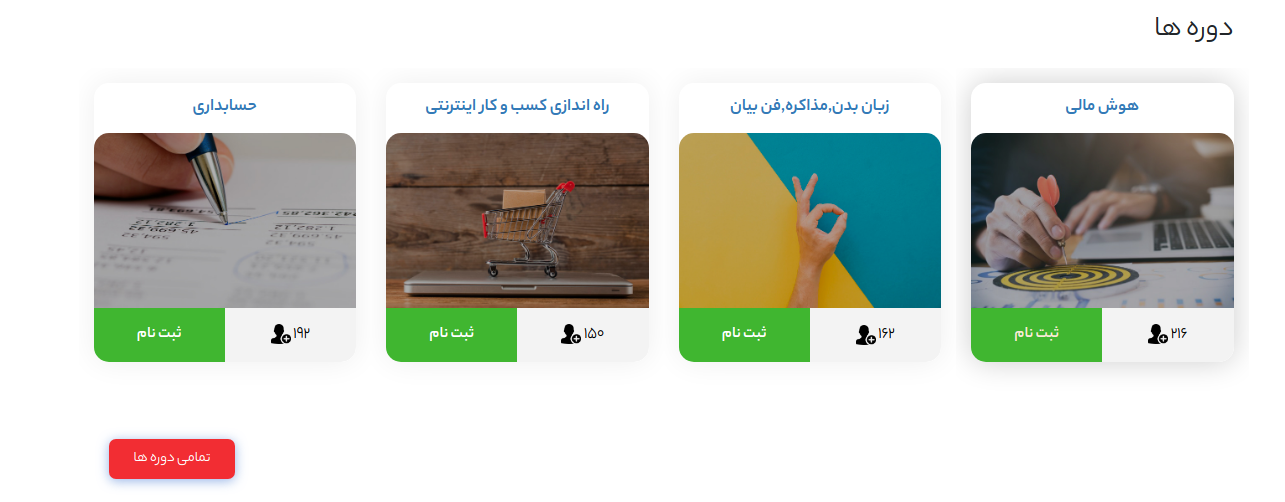 دوره ها
هوش مالی
زبان بدن,مذاکره,فن بیان
راه اندازی کسب و کار اینترنتی
حسابداری
۲۱۶
ثبت نام
۱۶۲
ثبت نام
۱۵۰
ثبت نام
۱۹۲
ثبت نام
تمامی دوره ها